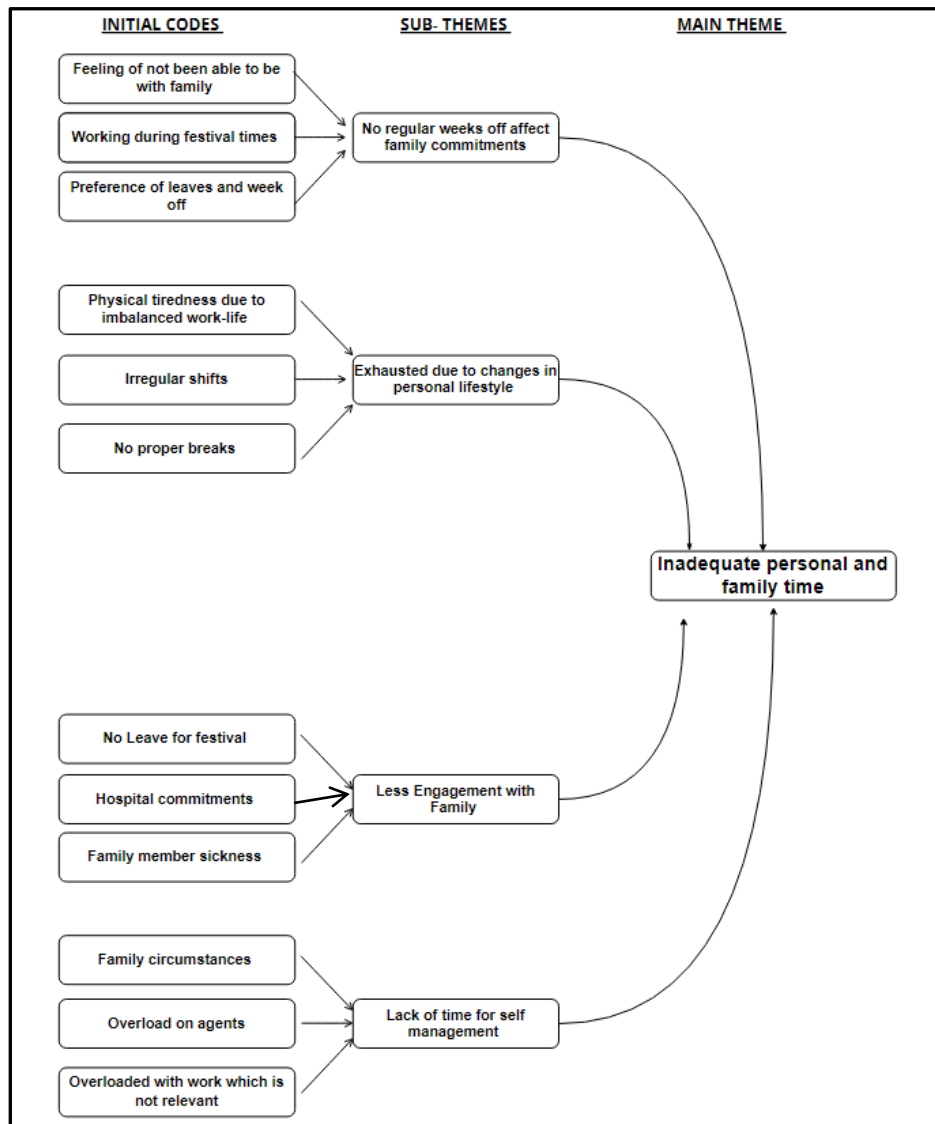 INITIAL CODES SUB- THEMES MAIN THEME
Feeling of not been able to be
with family
Working during festival times
Preference of leaves and week
off
No regular weeks off affect
family commitments
Physical tiredness due to
imbalanced work-life
Irregular shifts
No proper breaks
Exhausted due to changes in
personal lifestyle
Inadequate personal and
family time
No Leave for festival
Hospital commitments
Family member sickness
Less Engagement with
Family
Family circumstances
Overload on agents
Overloaded with work which is
not relevant
Lack of time for self
management